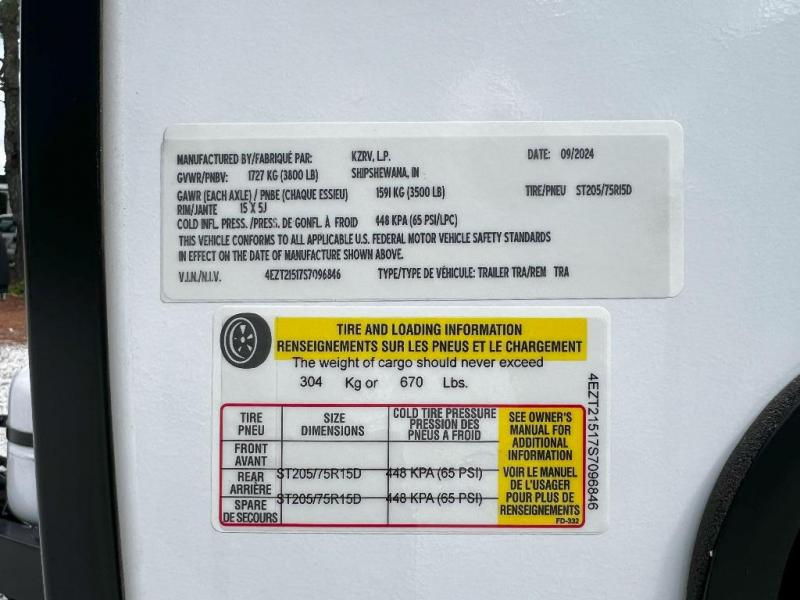 MANUFACTURED BY/FABRIQUÉ PAR: KZRV, L.P. DATE: 09/2024
GVWR/PNBV: 1727 KG (3800 LB) SHIPSHEWANA, IN
GAWR (EACH AXLE) / PNBE (CHAQUE ESSIEU) 1591 KG (3500 LB) TIRE/PNEU ST205/75R15D
RIM/JANTE 15 X 5J
COLD INFL. PRESS. /PRESS. DE GONFL. À FROID 448 KPA (65 PSI/LPC)
THIS VEHICLE CONFORMS TO ALL APPLICABLE U.S. FEDERAL MOTOR VEHICLE SAFETY STANDARDS
IN EFFECT ON THE DATE OF MANUFACTURE SHOWN ABOVE.
V.I.N./N.I.V. 4EZT21517S7096846 TYPE/TYPE DE VÉHICULE: TRAILER TRA/REM TRA
TIRE AND LOADING INFORMATION
RENSEIGNEMENTS SUR LES PNEUS ET LE CHARGEMENT
The weight of cargo should never exceed
304 Kg or 670 Lbs.
TIRE
PNEU
SIZE
DIMENSIONS
COLD TIRE PRESSURE
PRESSION DES
PNEUS À FROID
FRONT
AVANT
REAR
ARRIÈRE
ST205/75R15D 448 KPA (65 PSI)
SPARE
DE SECOURS
ST205/75R15D 448 KPA (65 PSI)
SEE OWNER'S
MANUAL FOR
ADDITIONAL
INFORMATION
VOIR LE MANUEL
DE L'USAGER
POUR PLUS DE
RENSEIGNEMENTS
FD-332
4EZT21517S7096846